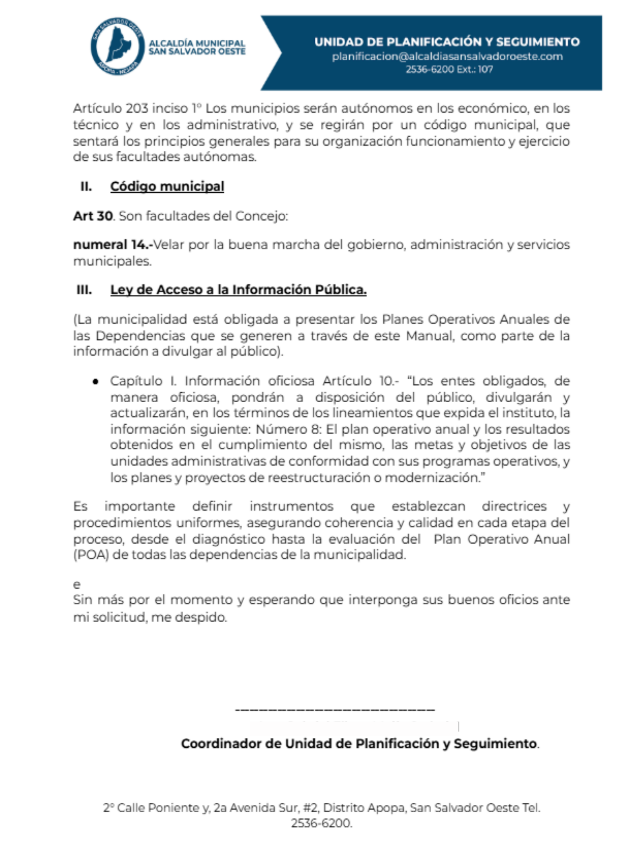 ALCALDÍA MUNICIPAL
SAN SALVADOR OESTE
UNIDAD DE PLANIFICACIÓN Y SEGUIMIENTO
planificacion@alcaldiasansalvadoroeste.com
2536-6200 Ext.: 107
Artículo 203 inciso 1° Los municipios serán autónomos en los económico, en los
técnico y en los administrativo, y se regirán por un código municipal, que
sentará los principios generales para su organización funcionamiento y ejercicio
de sus facultades autónomas.
II. Código municipal
Art 30. Son facultades del Concejo:
numeral 14.-Velar por la buena marcha del gobierno, administración y servicios
municipales.
III. Ley de Acceso a la Información Pública.
(La municipalidad está obligada a presentar los Planes Operativos Anuales de
las Dependencias que se generen a través de este Manual, como parte de la
información a divulgar al público).
● Capítulo I. Información oficiosa Artículo 10.- “Los entes obligados, de
manera oficiosa, pondrán a disposición del público, divulgarán y
actualizarán, en los términos de los lineamientos que expida el instituto, la
información siguiente: Número 8: El plan operativo anual y los resultados
obtenidos en el cumplimiento del mismo, las metas y objetivos de las
unidades administrativas de conformidad con sus programas operativos, y
los planes y proyectos de reestructuración o modernización.”
Es importante definir instrumentos que establezcan directrices y
procedimientos uniformes, asegurando coherencia y calidad en cada etapa del
proceso, desde el diagnóstico hasta la evaluación del Plan Operativo Anual
(POA) de todas las dependencias de la municipalidad.
e
Sin más por el momento y esperando que interponga sus buenos oficios ante
mi solicitud, me despido.
Coordinador de Unidad de Planificación y Seguimiento.
2° Calle Poniente y, 2a Avenida Sur, #2, Distrito Apopa, San Salvador Oeste Tel.
2536-6200.